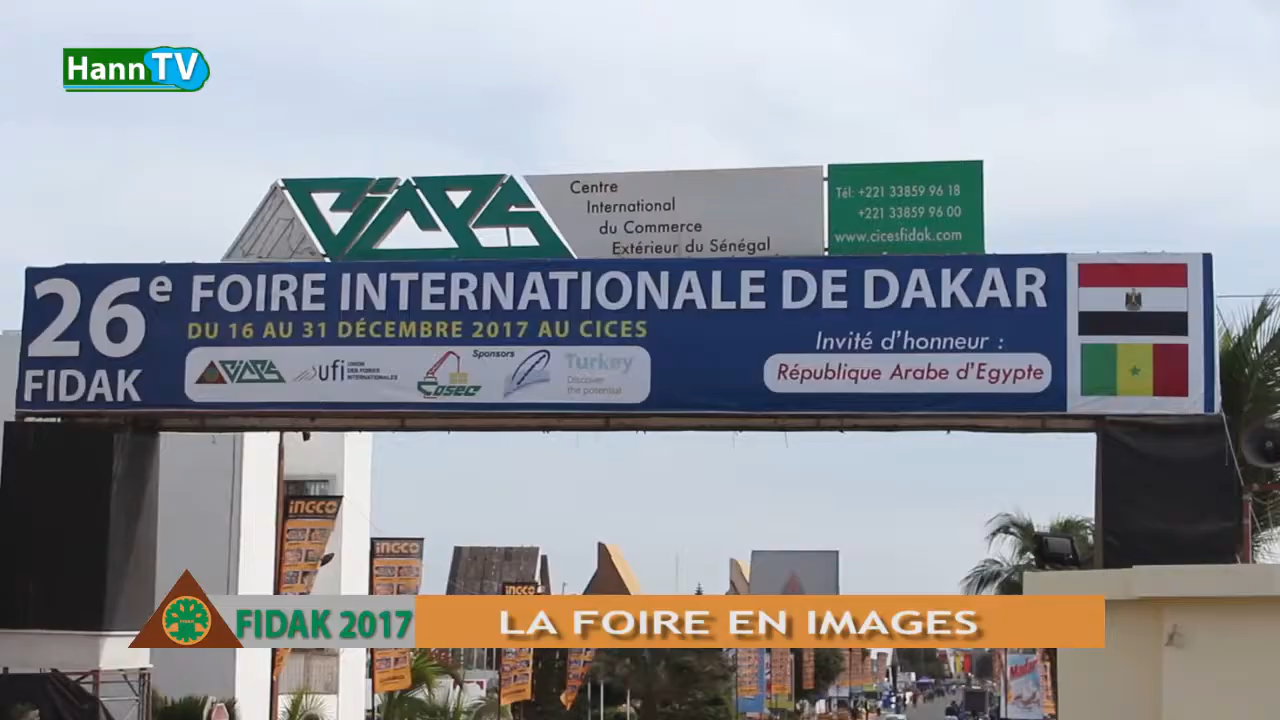 HannTV
CICES
Centre
International
du Commerce
Extérieur du Sénégal
Tél: +221 33859 96 18
+221 33859 96 00
www.cicesfidak.com
26e
FIDAK
FOIRE INTERNATIONALE DE DAKAR
DU 16 AU 31 DÉCEMBRE 2017 AU CICES
Sponsors
CICES
ufi UNION
DES FOIRES
INTERNATIONALES
COSEC
Turkey
Discover
the potential
Invité d'honneur :
République Arabe d'Egypte
INGCO
INGCO
INGCO
FIDAK 2017
LA FOIRE EN IMAGES